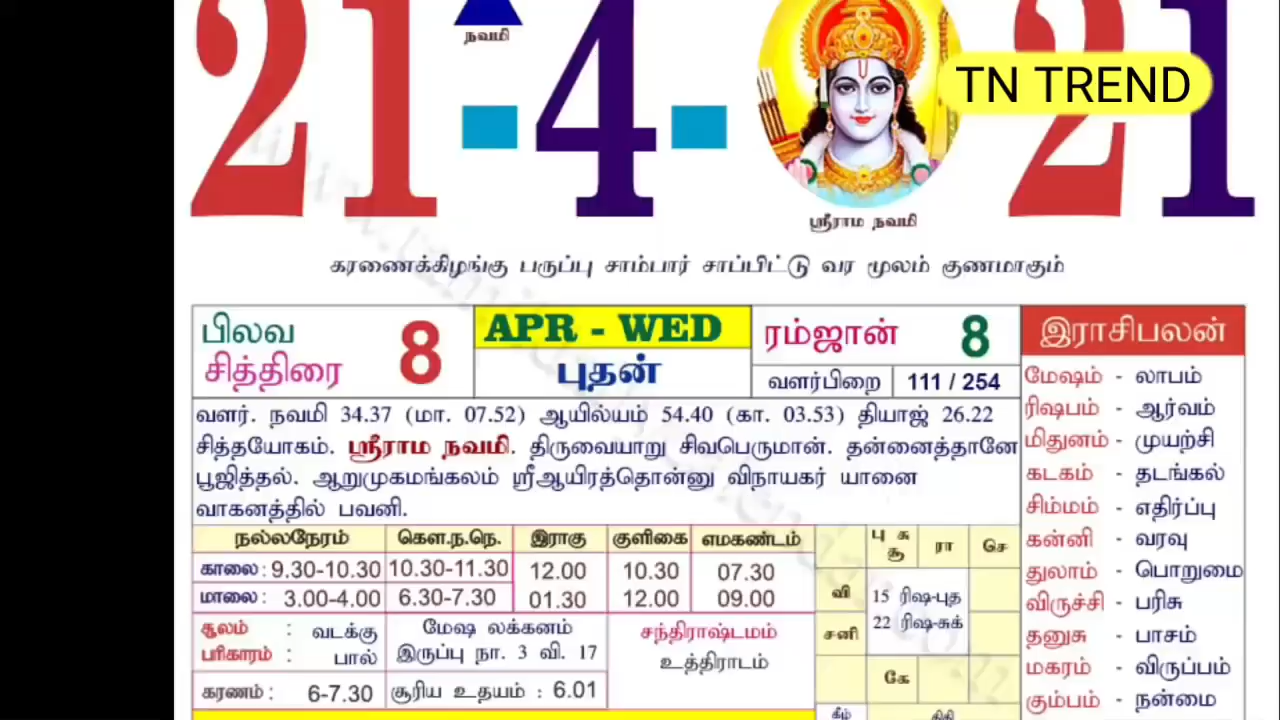 21 - 4 - 21
நவமி
TN TREND
ஸ்ரீராம நவமி
கரணைக்கிழங்கு பருப்பு சாம்பார் சாப்பிட்டு வர மூலம் குணமாகும்
பிலவ
சித்திரை 8
APR - WED
புதன்
ரம்ஜான் 8
வளர்பிறை 111 / 254
வளர். நவமி 34.37 (மா. 07.52) ஆயில்யம் 54.40 (கா. 03.53) தியாஜ் 26.22
சித்தயோகம். ஸ்ரீராம நவமி. திருவையாறு சிவபெருமான். தன்னைத்தானே
பூஜித்தல். ஆறுமுகமங்கலம் ஸ்ரீஆயிரத்தொன்னு விநாயகர் யானை
வாகனத்தில் பவனி.
நல்லநேரம் கௌ.ந.நெ. இராகு குளிகை எமகண்டம்
காலை : 9.30-10.30 10.30-11.30 12.00 10.30 07.30
மாலை : 3.00-4.00 6.30-7.30 01.30 12.00 09.00
சூலம் : வடக்கு
பரிகாரம் : பால்
மேஷ லக்கனம்
இருப்பு நா. 3 வி. 17
சந்திராஷ்டமம்
உத்திராடம்
கரணம் : 6-7.30 சூரிய உதயம் : 6.01
பு சு
சூ
ரா
செ
வி
சனி
15 ரிஷ-புத
22 ரிஷ-சுக்
கே
இராசிபலன்
மேஷம் - லாபம்
ரிஷபம் - ஆர்வம்
மிதுனம் - முயற்சி
கடகம் - தடங்கல்
சிம்மம் - எதிர்ப்பு
கன்னி - வரவு
துலாம் - பொறுமை
விருச்சி - பரிசு
தனுசு - பாசம்
மகரம் - விருப்பம்
கும்பம் - நன்மை